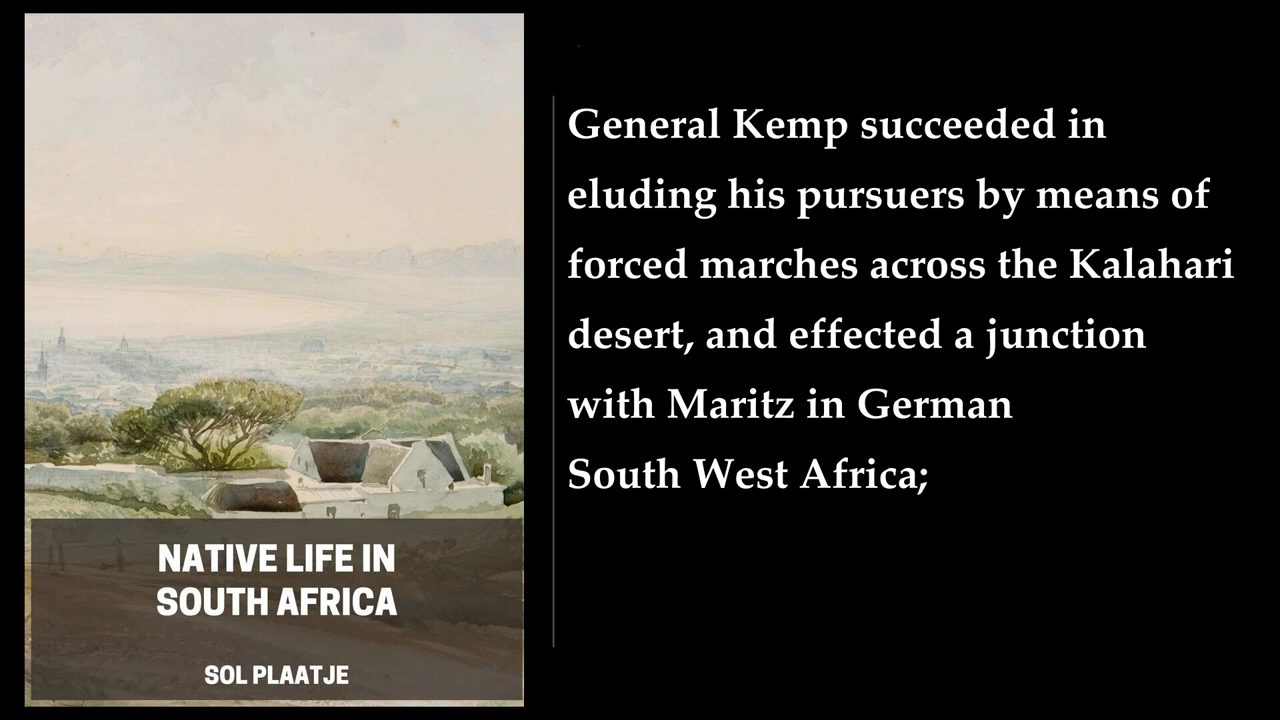 NATIVE LIFE IN
SOUTH AFRICA
SOL PLAATJE
General Kemp succeeded in
eluding his pursuers by means of
forced marches across the Kalahari
desert, and effected a junction
with Maritz in German
South West Africa;